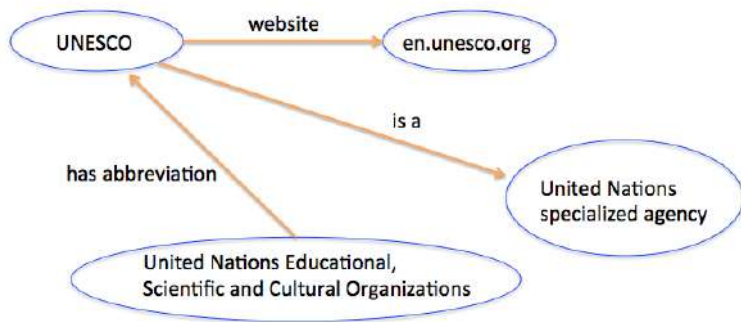 website
UNESCO
en.unesco.org
is a
has abbreviation
United Nations
specialized agency
United Nations Educational,
Scientific and Cultural Organizations